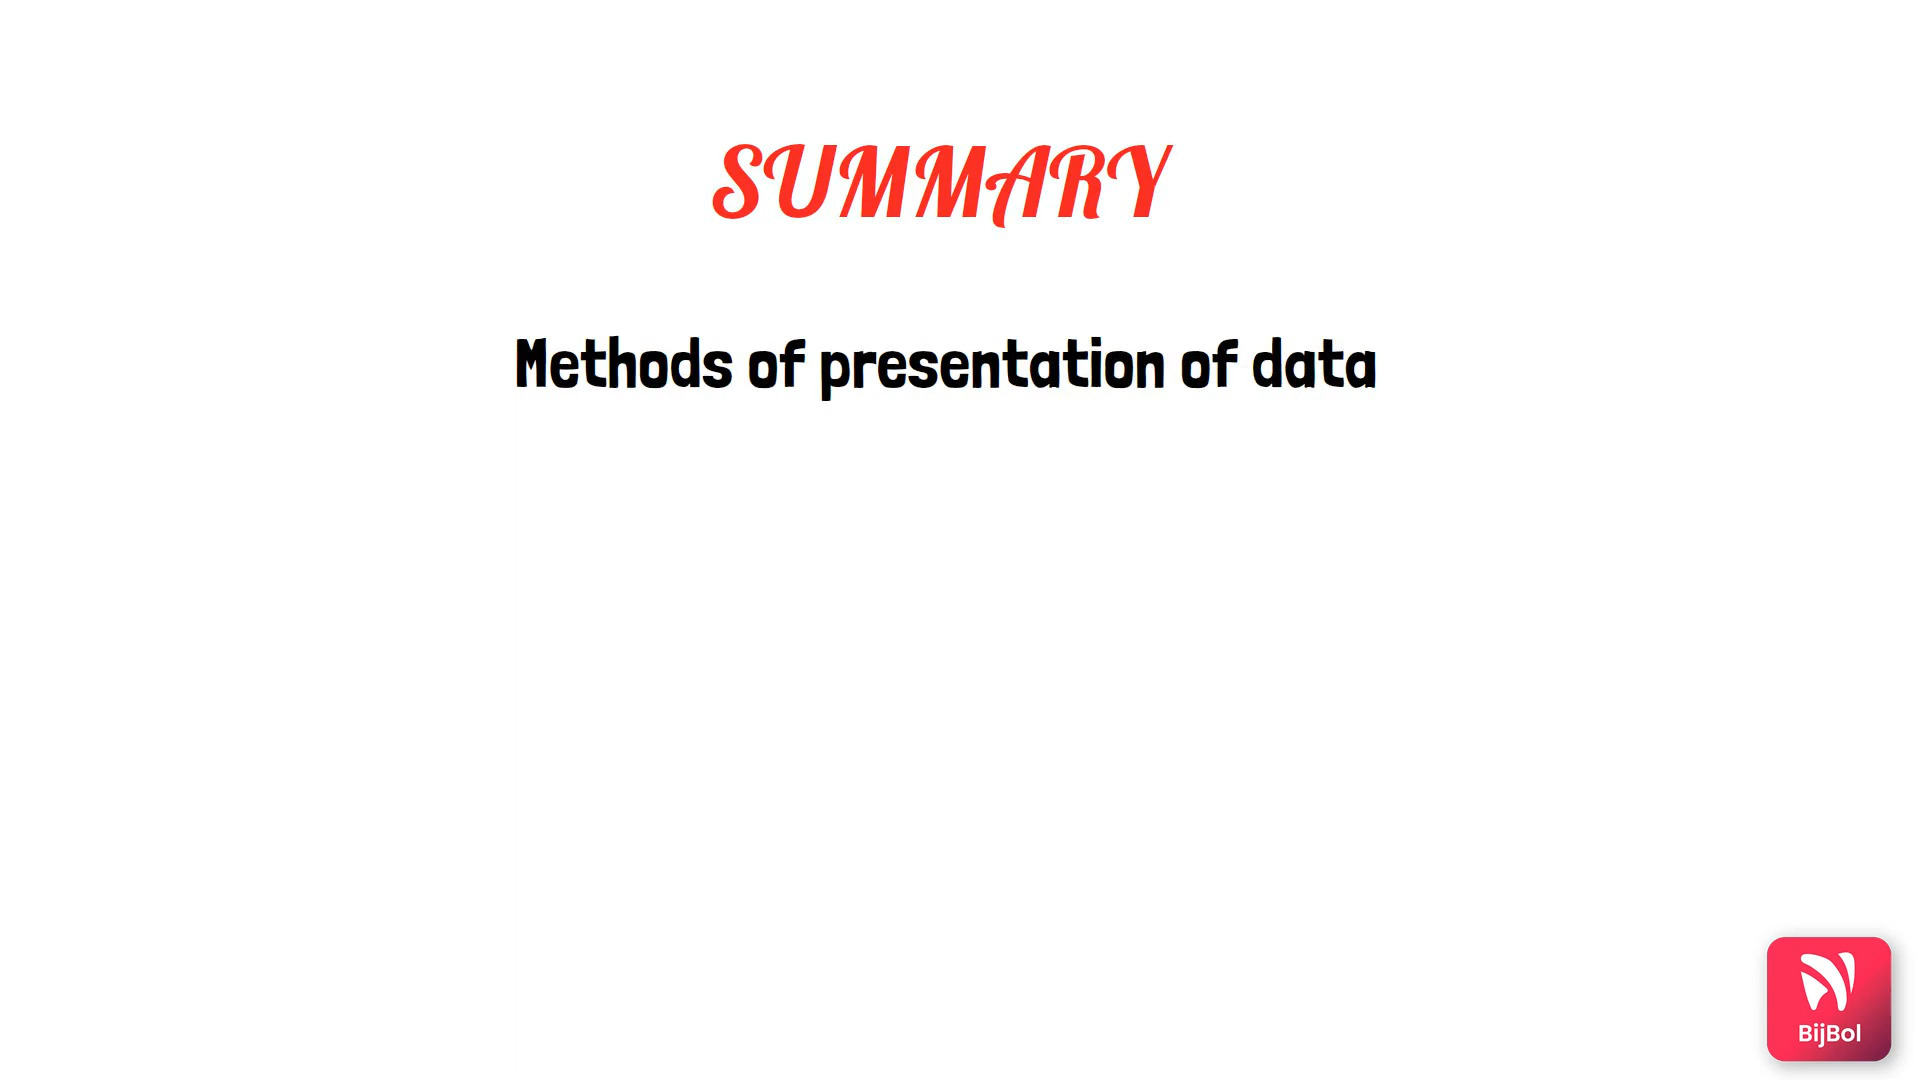 SUMMARY
Methods of presentation of data
BijBol